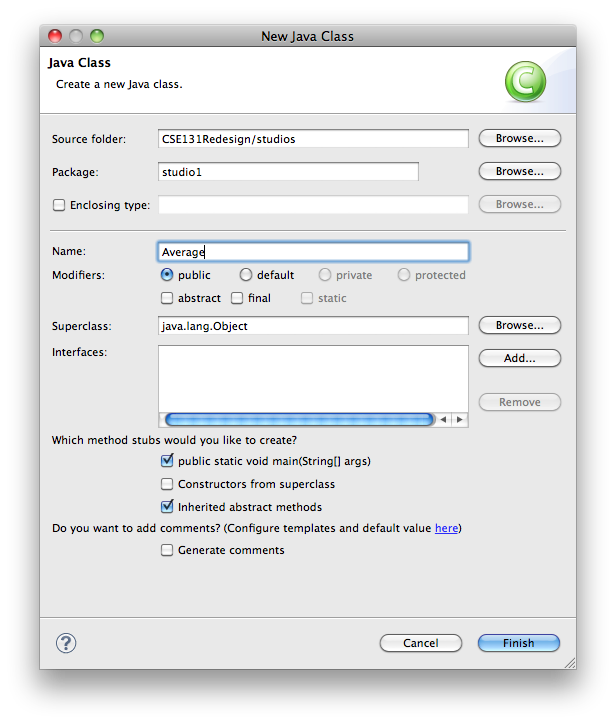 New Java Class
Java Class
Create a new Java class.
C
Source folder: CSE131Redesign/studios Browse...
Package: studio1 Browse...
Enclosing type: Browse...
Name: Average
Modifiers: public default private protected
abstract final static
Superclass: java.lang.Object Browse...
Interfaces: Add...
Remove
Which method stubs would you like to create?
public static void main(String[] args)
Constructors from superclass
Inherited abstract methods
Do you want to add comments? (Configure templates and default value here)
Generate comments
? Cancel Finish